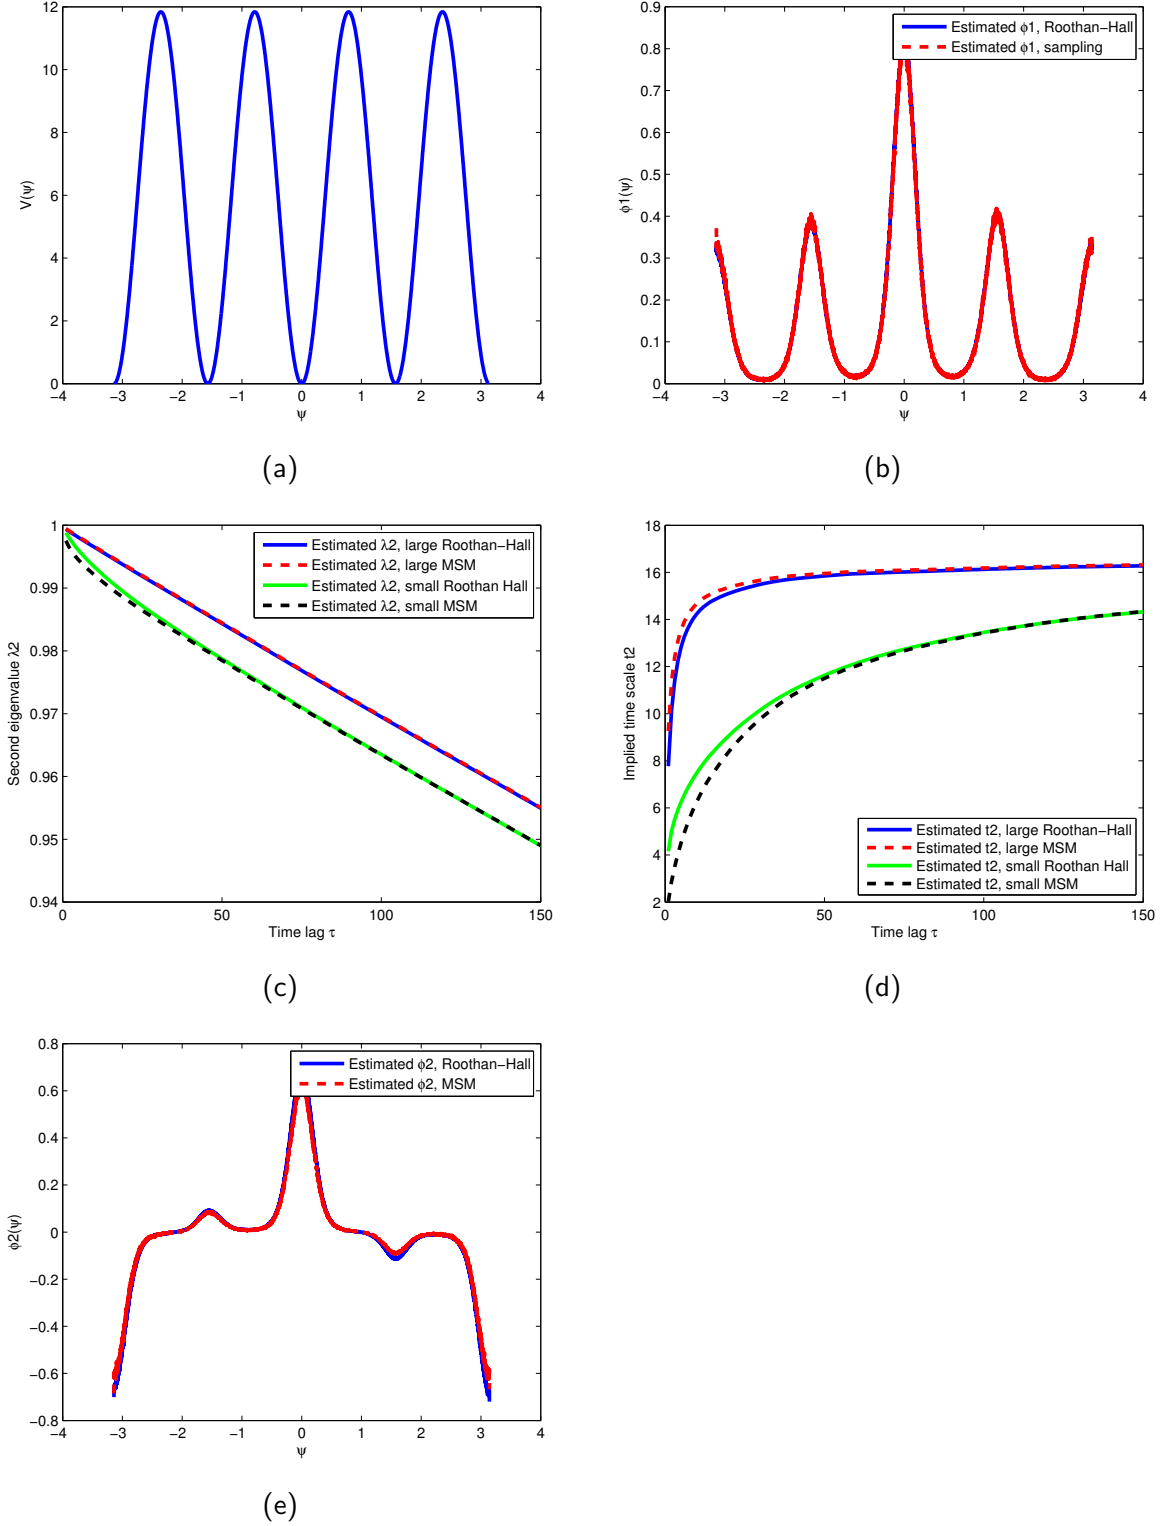 12
10
8
6
4
2
0
−4
−3
−2
−1
0
1
2
3
4
V(ψ)
ψ
(a)
0.9
0.8
0.7
0.6
0.5
0.4
0.3
0.2
0.1
0
−4
−3
−2
−1
0
1
2
3
4
ϕ1(ψ)
ψ
Estimated ϕ1, Roothan−Hall
Estimated ϕ1, sampling
(b)
1
0.99
0.98
0.97
0.96
0.95
0.94
0
50
100
150
Second eigenvalue λ2
Time lag τ
Estimated λ2, large Roothan−Hall
Estimated λ2, large MSM
Estimated λ2, small Roothan Hall
Estimated λ2, small MSM
(c)
18
16
14
12
10
8
6
4
2
0
50
100
150
Implied time scale t2
Time lag τ
Estimated t2, large Roothan−Hall
Estimated t2, large MSM
Estimated t2, small Roothan Hall
Estimated t2, small MSM
(d)
0.8
0.6
0.4
0.2
0
−0.2
−0.4
−0.6
−0.8
−4
−3
−2
−1
0
1
2
3
4
ϕ2(ψ)
ψ
Estimated ϕ2, Roothan−Hall
Estimated ϕ2, MSM
(e)